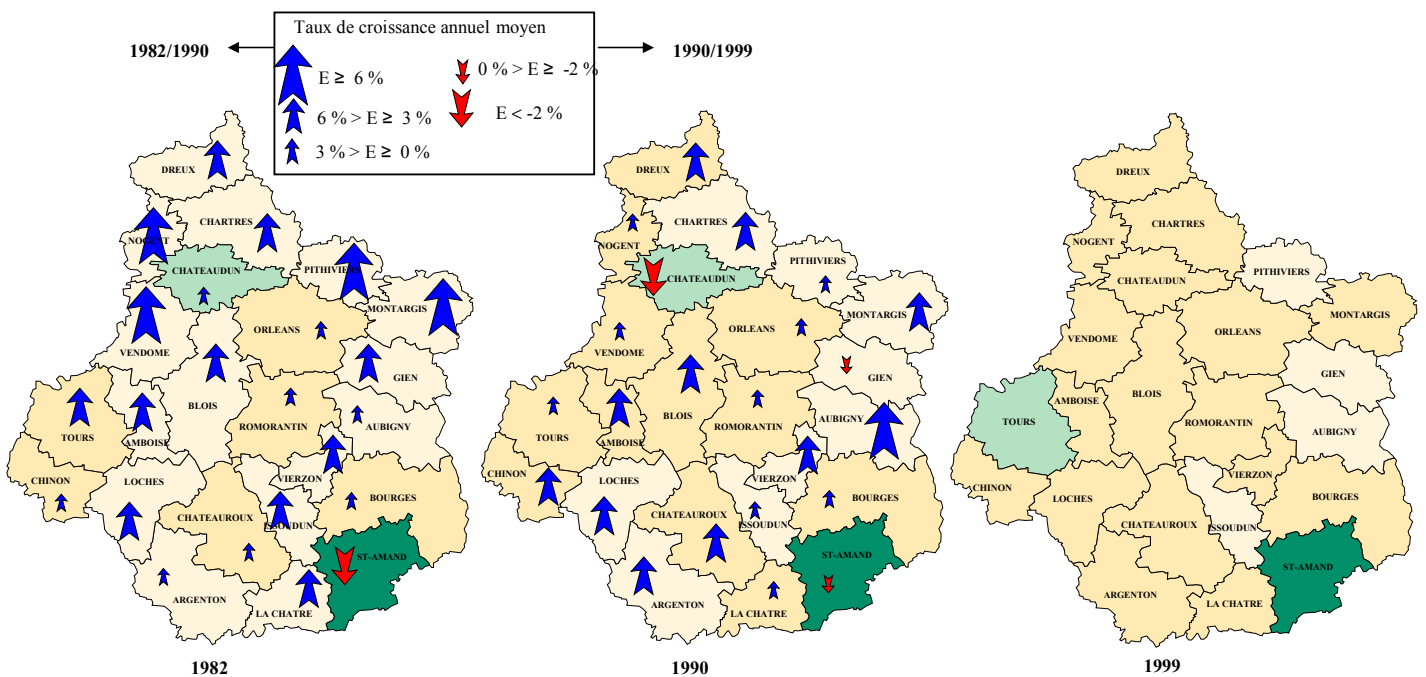 Taux de croissance annuel moyen
1982/1990
1990/1999
E ≥ 6 %
0 % > E ≥ -2 %
6 % > E ≥ 3 %
E < -2 %
3 % > E ≥ 0 %
DREUX
CHARTRES
NOGENT
CHATEAUDUN
PITHIVIERS
MONTARGIS
ORLEANS
VENDOME
GIEN
BLOIS
AUBIGNY
ROMORANTIN
TOURS
AMBOISE
CHINON
LOCHES
VIERZON
BOURGES
CHATEAUROUX
ISSOUDUN
ST-AMAND
ARGENTON
LA CHATRE
1982
DREUX
CHARTRES
NOGENT
PITHIVIERS
CHATEAUDUN
MONTARGIS
ORLEANS
VENDOME
GIEN
BLOIS
AUBIGNY
ROMORANTIN
TOURS
AMBOISE
CHINON
LOCHES
VIERZON
BOURGES
CHATEAUROUX
ISSOUDUN
ST-AMAND
ARGENTON
LA CHATRE
1990
DREUX
CHARTRES
NOGENT
PITHIVIERS
CHATEAUDUN
MONTARGIS
ORLEANS
VENDOME
GIEN
BLOIS
AMBOISE
TOURS
ROMORANTIN
AUBIGNY
VIERZON
CHINON
LOCHES
BOURGES
CHATEAUROUX
ISSOUDUN
ST-AMAND
ARGENTON
LA CHATRE
1999